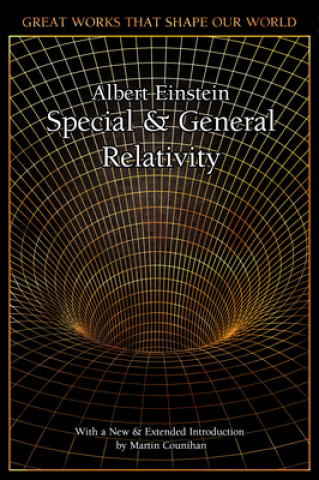 GREAT WORKS THAT SHAPE OUR WORLD
Albert Einstein
Special & General
Relativity
With a New & Extended Introduction
by Martin Counihan